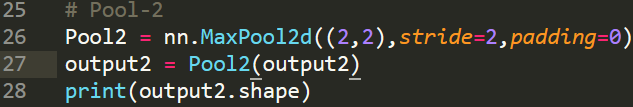 25 # Pool-2
26 Pool2 = nn.MaxPool2d((2,2),stride=2,padding=0)
27 output2 = Pool2(output2)
28 print(output2.shape)